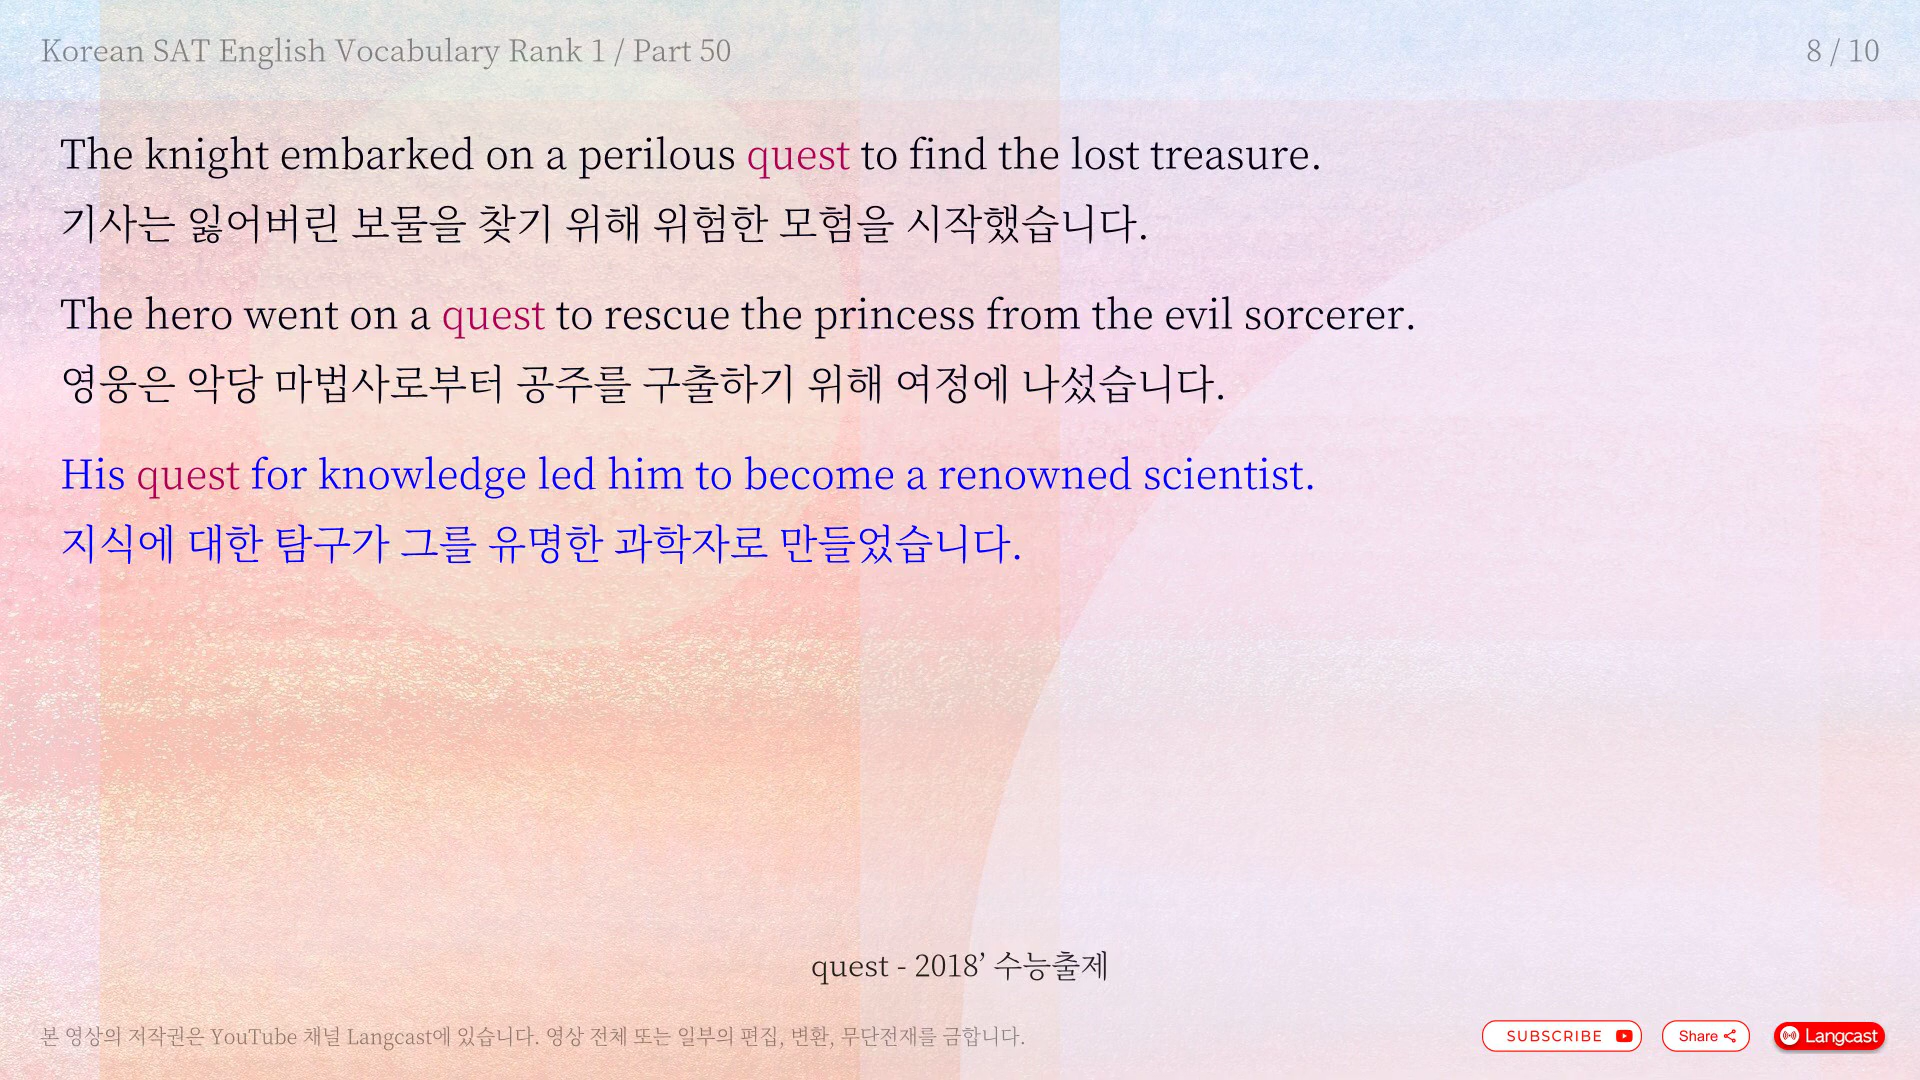 Korean SAT English Vocabulary Rank 1 / Part 50
8 / 10
The knight embarked on a perilous quest to find the lost treasure.
기사는 잃어버린 보물을 찾기 위해 위험한 모험을 시작했습니다.
The hero went on a quest to rescue the princess from the evil sorcerer.
영웅은 악당 마법사로부터 공주를 구출하기 위해 여정에 나섰습니다.
His quest for knowledge led him to become a renowned scientist.
지식에 대한 탐구가 그를 유명한 과학자로 만들었습니다.
quest - 2018’ 수능출제
본 영상의 저작권은 YouTube 채널 Langcast에 있습니다. 영상 전체 또는 일부의 편집, 변환, 무단전재를 금합니다.
SUBSCRIBE
Share
Langcast